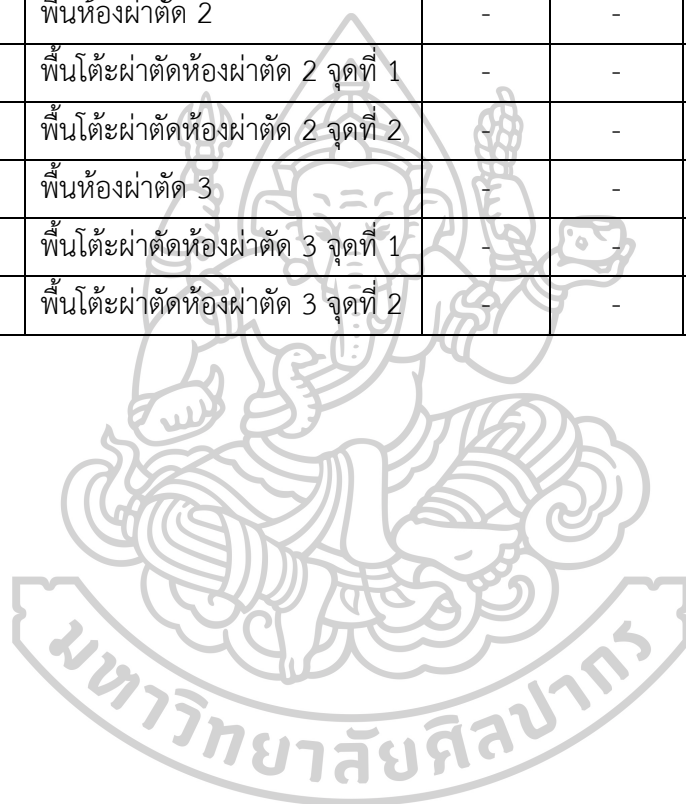 พื้นห้องผ่าตัด 2 - -
พื้นโต๊ะผ่าตัดห้องผ่าตัด 2 จุดที่ 1 - -
พื้นโต๊ะผ่าตัดห้องผ่าตัด 2 จุดที่ 2 - -
พื้นห้องผ่าตัด 3 - -
พื้นโต๊ะผ่าตัดห้องผ่าตัด 3 จุดที่ 1 - -
พื้นโต๊ะผ่าตัดห้องผ่าตัด 3 จุดที่ 2 - -
มหาวิทยาลัยศิลปากร